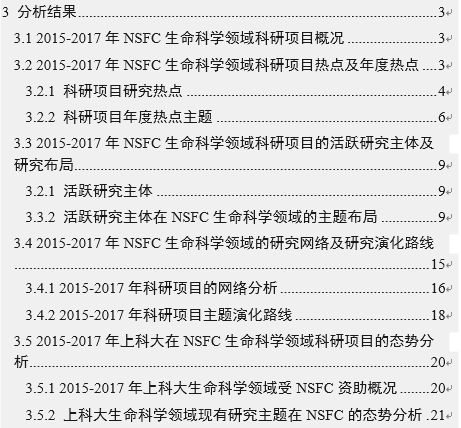 3 分析结果........................................3
3.1 2015-2017 年 NSFC 生命科学领域科研项目概况........................3
3.2 2015-2017 年 NSFC 生命科学领域科研项目热点及年度热点....3
3.2.1 科研项目研究热点........................................4
3.2.2 科研项目年度热点主题........................................6
3.3 2015-2017 年 NSFC 生命科学领域科研项目的活跃研究主体及
研究布局........................................9
3.2.1 活跃研究主体........................................9
3.3.2 活跃研究主体在 NSFC 生命科学领域的主题布局..............9
3.4 2015-2017 年 NSFC 生命科学领域的研究网络及研究演化路线
........................................15
3.4.1 2015-2017 年科研项目的网络分析........................16
3.4.2 2015-2017 年科研项目主题演化路线........................18
3.5 2015-2017 年上科大在 NSFC 生命科学领域科研项目的态势分
析........................................20
3.5.1 2015-2017 年上科大生命科学领域受 NSFC 资助概况........20
3.5.2 上科大生命科学领域现有研究主题在 NSFC 的态势分析.21